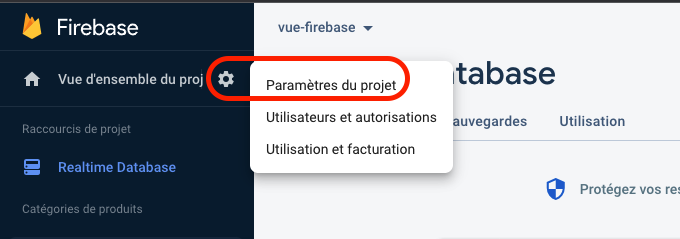 Firebase
vue-firebase
Vue d'ensemble du proj
Paramètres du projet
tabase
Utilisateurs et autorisations
auvegardes
Utilisation
Raccourcis de projet
Utilisation et facturation
Realtime Database
Protégez vos res
Catégories de produits